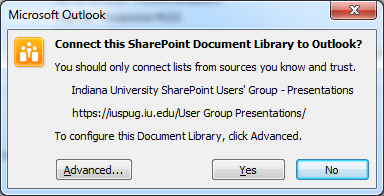 Microsoft Outlook
Connect this SharePoint Document Library to Outlook?
You should only connect lists from sources you know and trust.
Indiana University SharePoint Users' Group - Presentations
https://iuspug.iu.edu/User Group Presentations/
To configure this Document Library, click Advanced.
Advanced... Yes No